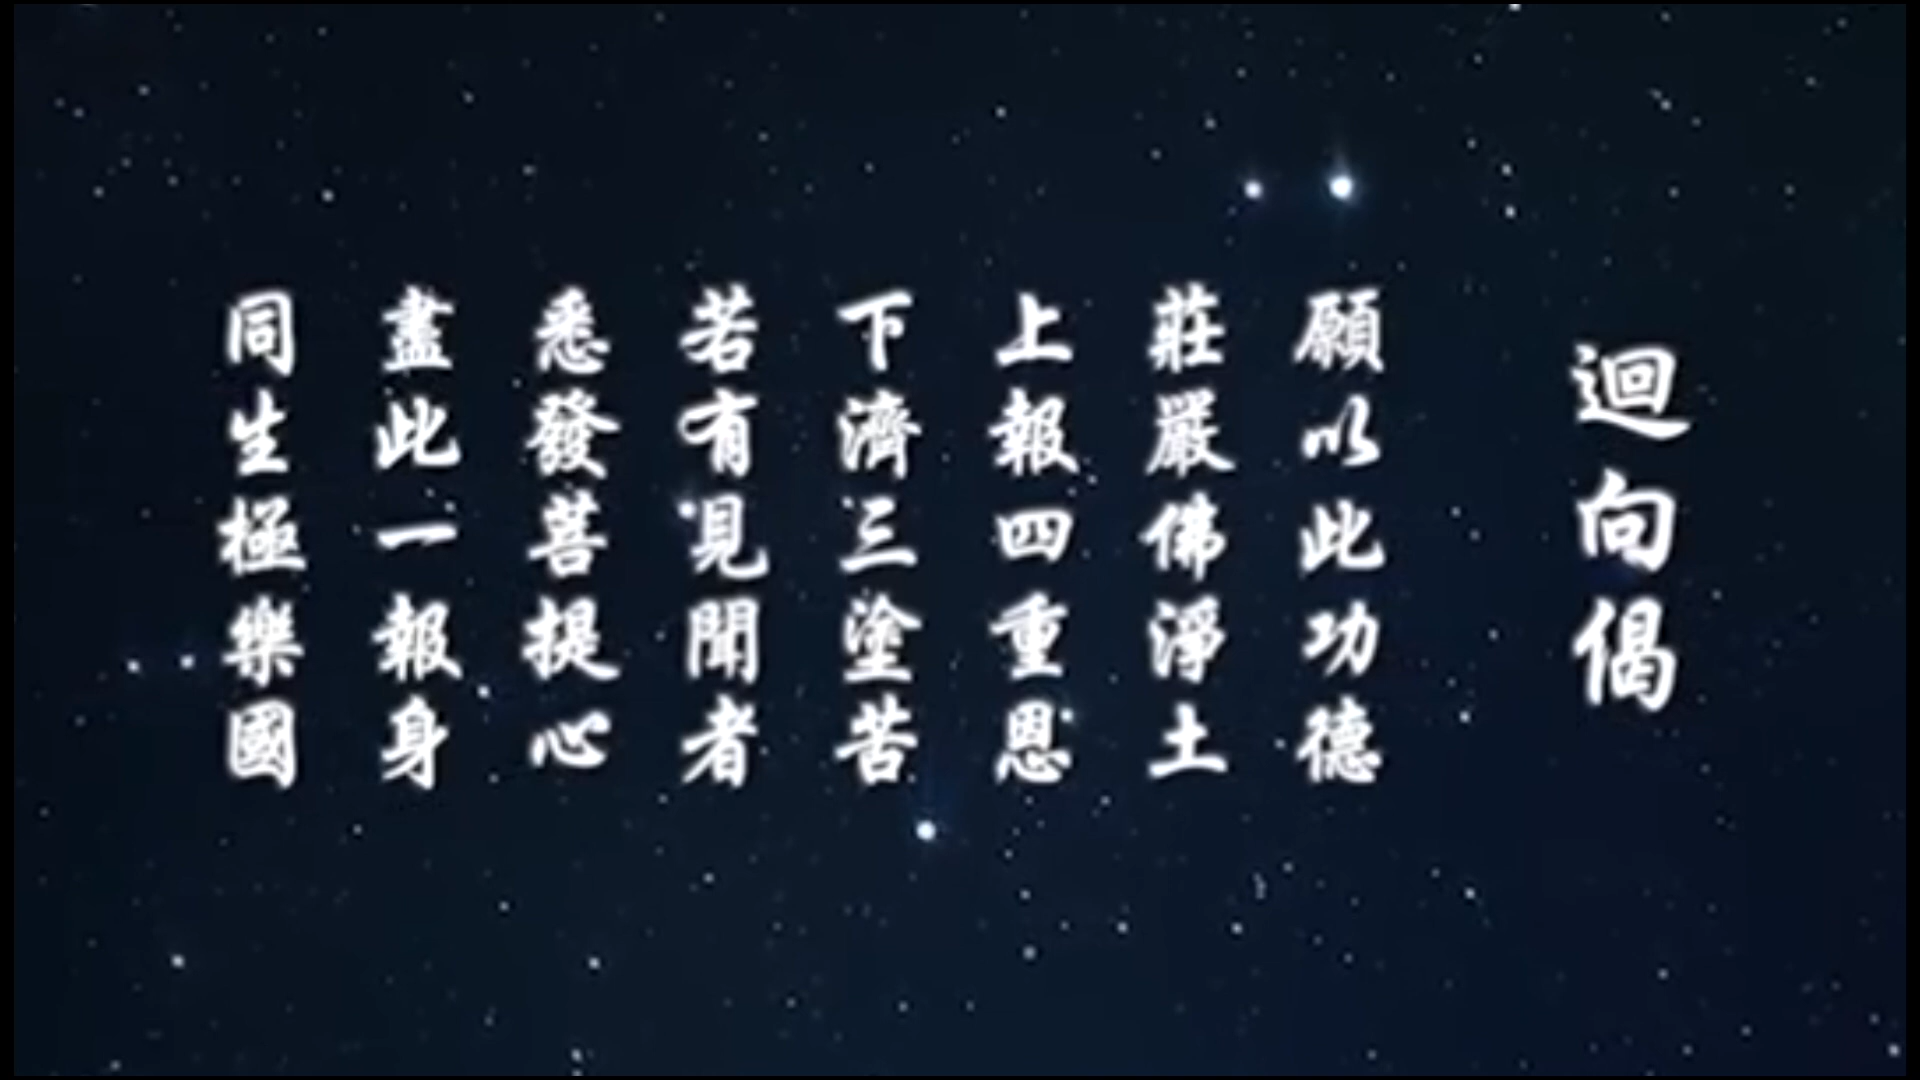 迴向偈
願以此功德
莊嚴佛淨土
上報四重恩
下濟三塗苦
若有見聞者
悉發菩提心
盡此一報身
同生極樂國